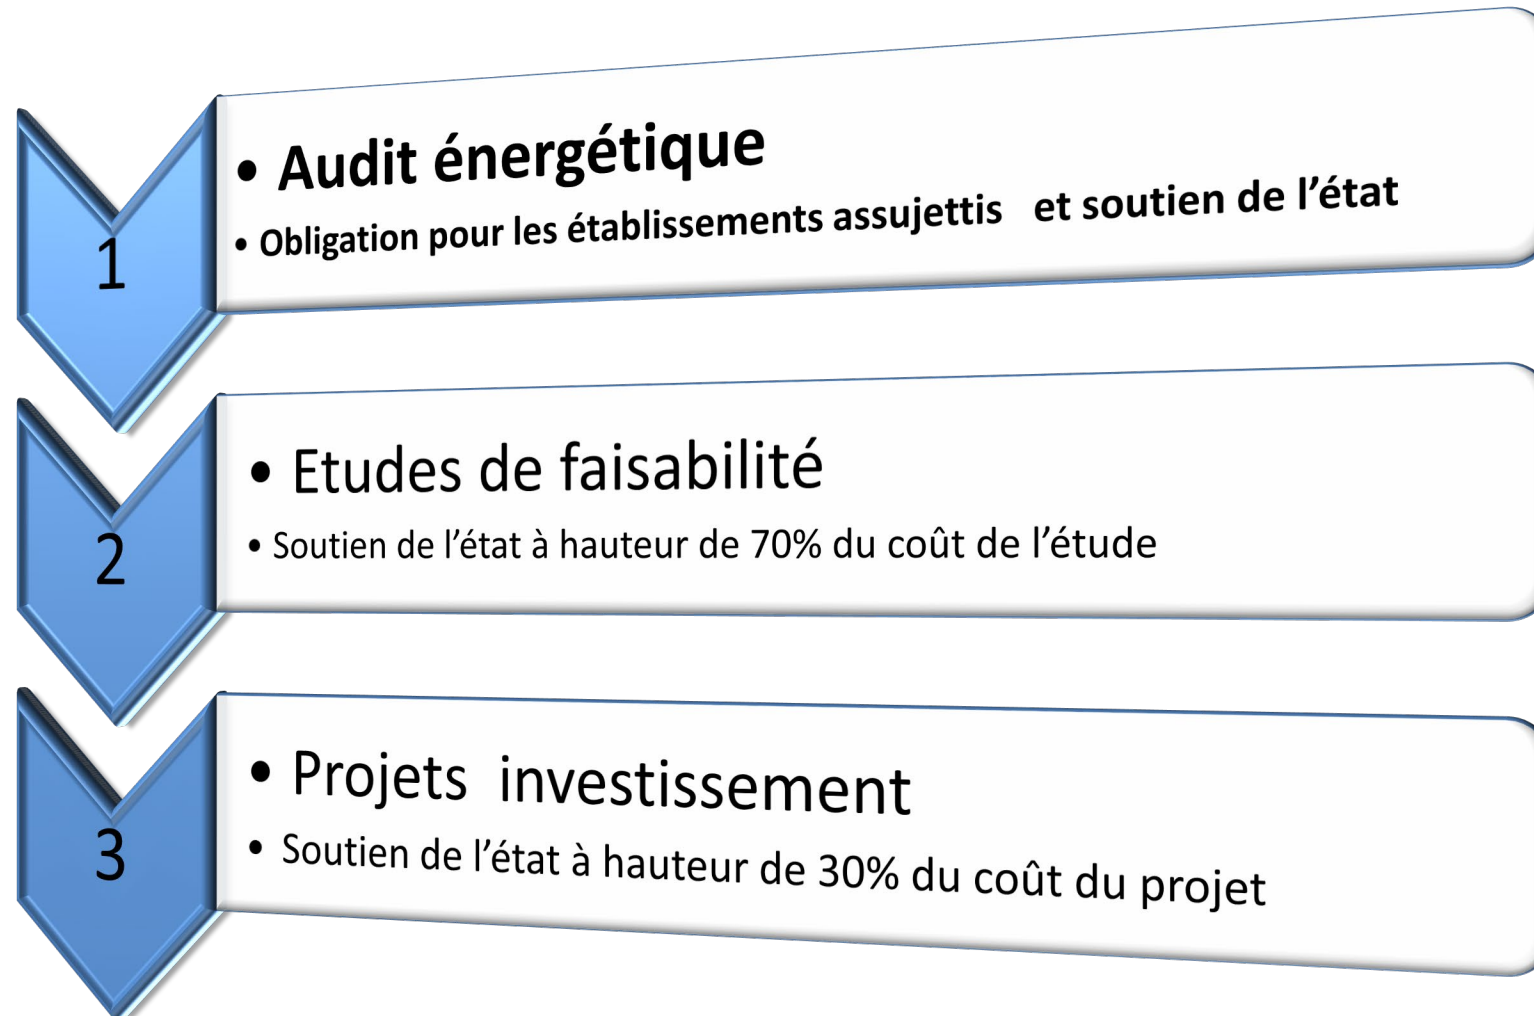 1
• Audit énergétique
• Obligation pour les établissements assujettis et soutien de l’état
2
• Etudes de faisabilité
• Soutien de l’état à hauteur de 70% du coût de l’étude
3
• Projets investissement
• Soutien de l’état à hauteur de 30% du coût du projet